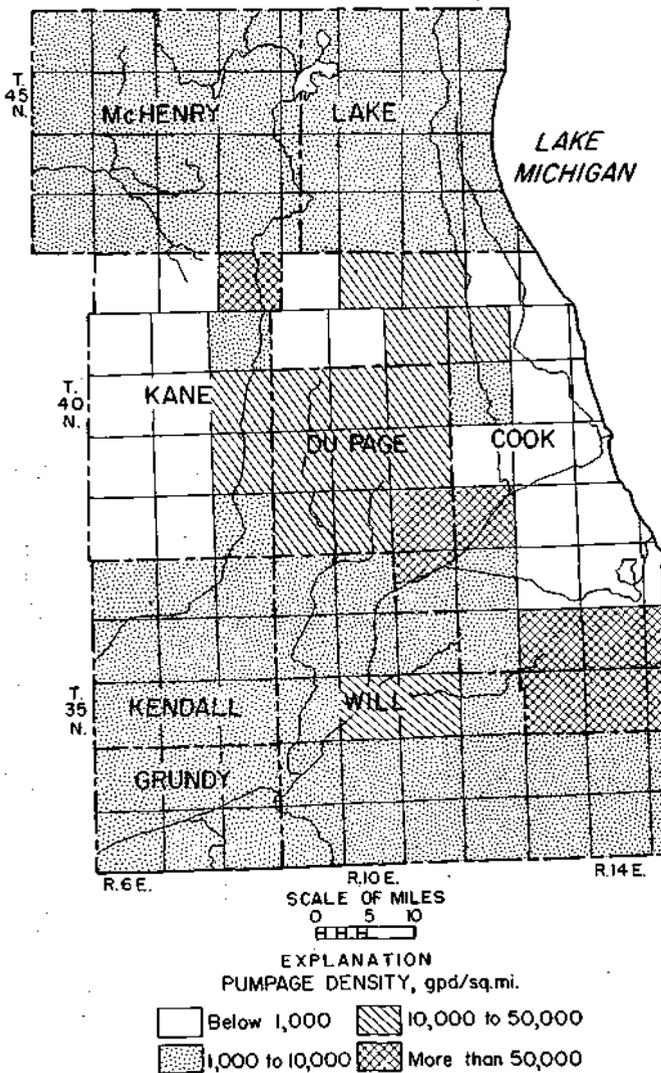 T.
45
N.
McHENRY
LAKE
LAKE
MICHIGAN
T.
40
N.
KANE
DU PAGE
COOK
T.
35
N.
KENDALL
WILL
GRUNDY
R.6 E.
R.10 E.
R.14 E.
SCALE OF MILES
0 5 10
EXPLANATION
PUMPAGE DENSITY, gpd/sq.mi.
Below 1,000
10,000 to 50,000
1,000 to 10,000
More than 50,000